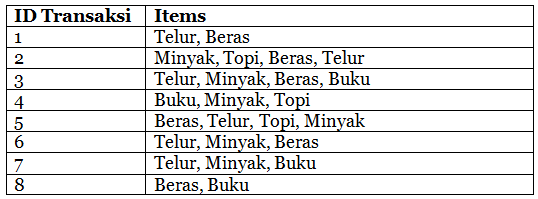 ID Transaksi Items
1 Telur, Beras
2 Minyak, Topi, Beras, Telur
3 Telur, Minyak, Beras, Buku
4 Buku, Minyak, Topi
5 Beras, Telur, Topi, Minyak
6 Telur, Minyak, Beras
7 Telur, Minyak, Buku
8 Beras, Buku